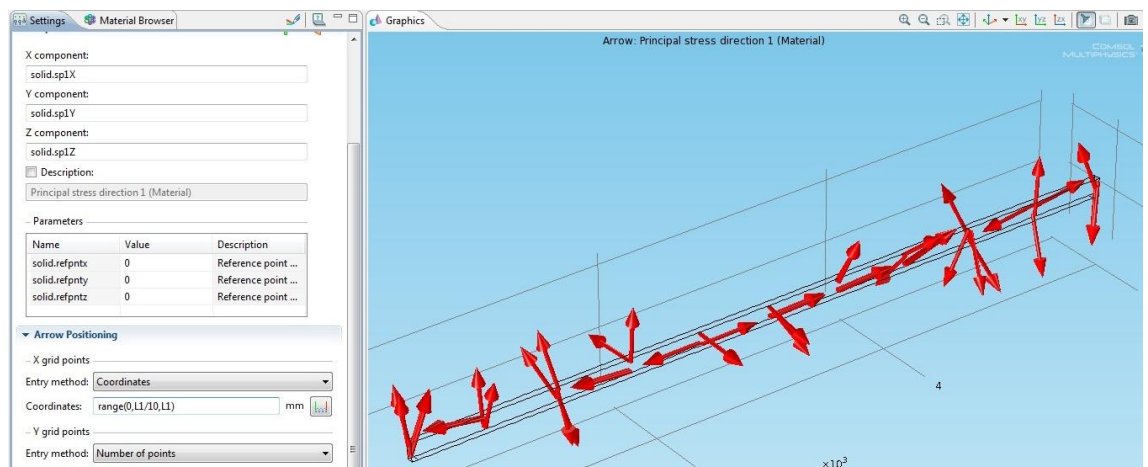 Settings Material Browser
X component:
solid.sp1X
Y component:
solid.sp1Y
Z component:
solid.sp1Z
Description:
Principal stress direction 1 (Material)
Parameters
Name Value Description
solid.refpntx 0 Reference point ...
solid.refpnty 0 Reference point ...
solid.refpntz 0 Reference point ...
Arrow Positioning
X grid points
Entry method: Coordinates
Coordinates: range(0,L1/10,L1) mm
Y grid points
Entry method: Number of points
Graphics
xy yz zx
Arrow: Principal stress direction 1 (Material)
COMSOL
MULTIPHYSICS
4
×10³